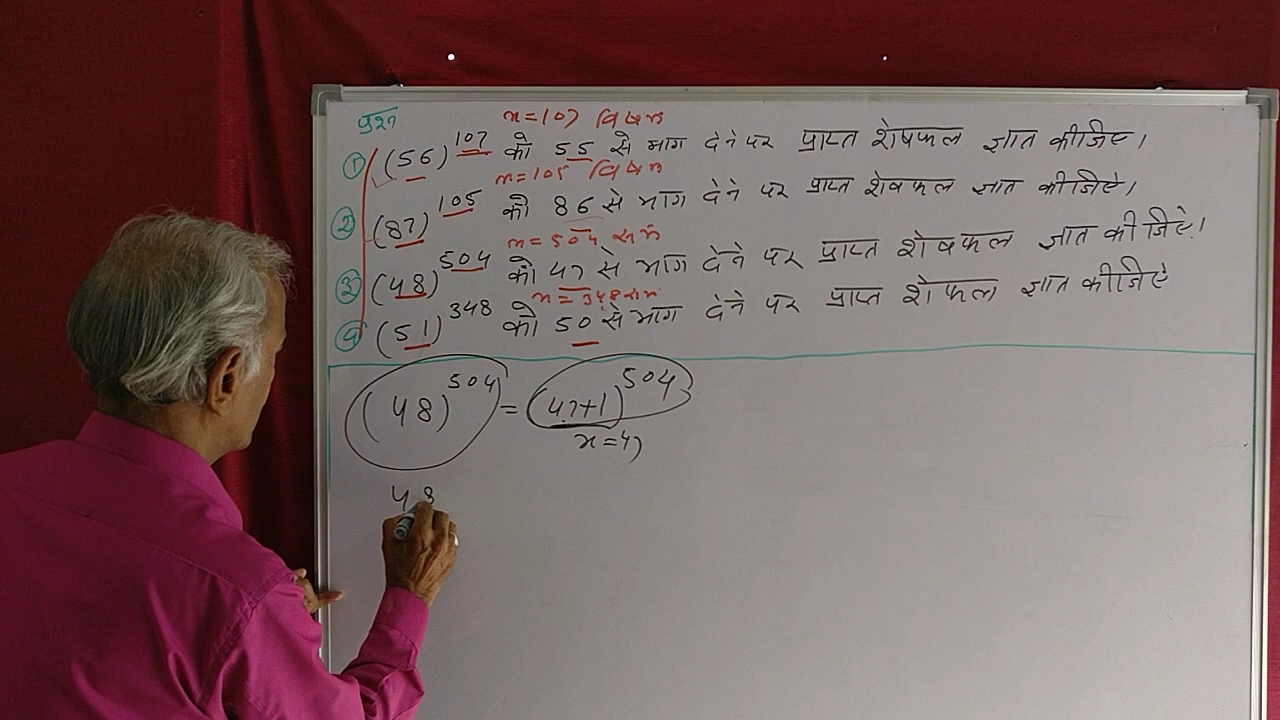 प्रश्न
n=107 विषम
① (56)^107 को 55 से भाग देने पर प्राप्त शेषफल ज्ञात कीजिए।
n=105 विषम
② (87)^105 को 86 से भाग देने पर प्राप्त शेषफल ज्ञात कीजिए।
n=504 सम
③ (48)^504 को 47 से भाग देने पर प्राप्त शेषफल ज्ञात कीजिऐ।
n=348 सम
④ (51)^348 को 50 से भाग देने पर प्राप्त शेफल ज्ञात कीजिऐ
(48)^504 = (47+1)^504
x=47
48